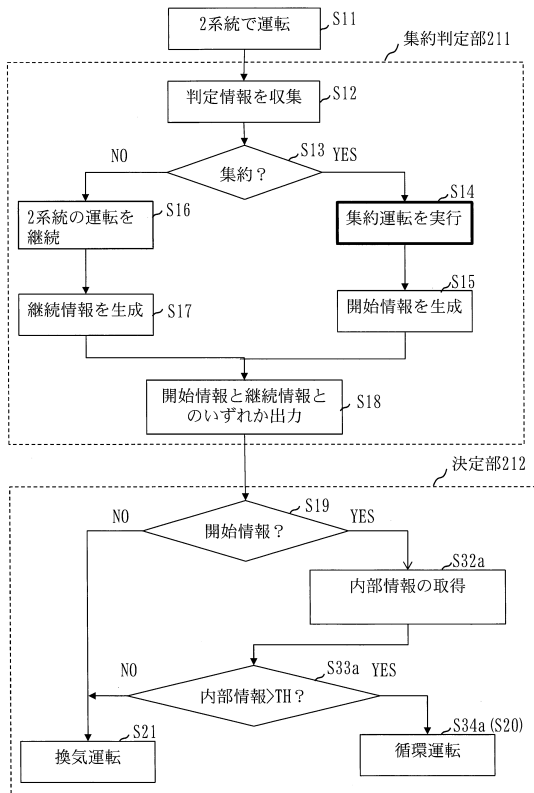 2系統で運転
S11
集約判定部211
判定情報を収集
S12
集約？
S13
NO
YES
2系統の運転を
継続
S16
集約運転を実行
S14
継続情報を生成
S17
開始情報を生成
S15
開始情報と継続情報と
のいずれか出力
S18
決定部212
開始情報？
S19
NO
YES
内部情報の取得
S32a
内部情報>TH？
S33a
NO
YES
換気運転
S21
循環運転
S34a(S20)